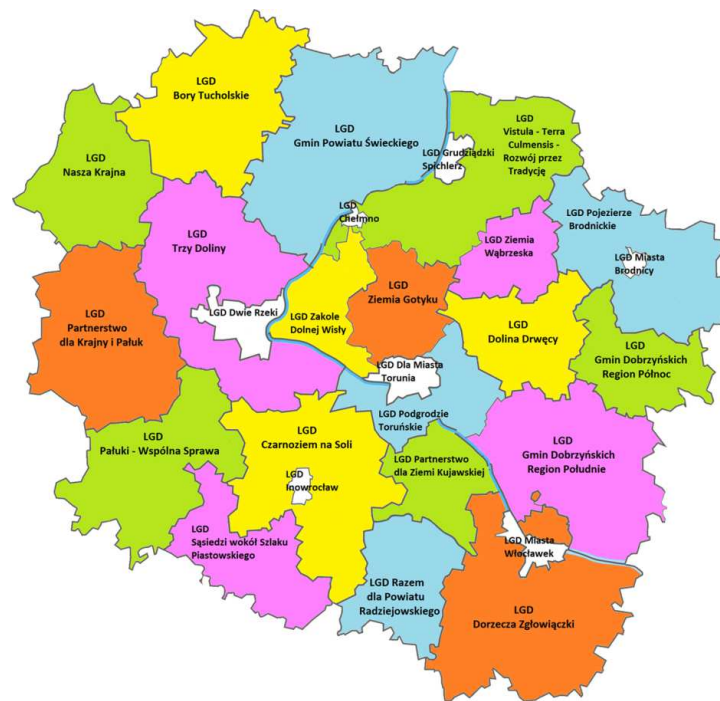 LGD
Bory Tucholskie
LGD
Gmin Powiatu Świeckiego
LGD
Vistula - Terra
Culmensis -
Rozwój przez
Tradycję
LGD Grudziądzki
Spichlerz
LGD
Nasza Krajna
LGD
Chełmno
LGD Pojezierze
Brodnickie
LGD
Trzy Doliny
LGD Ziemia
Wąbrzeska
LGD Miasta
Brodnicy
LGD
Ziemia Gotyku
LGD Dwie Rzeki
LGD Zakole
Dolnej Wisły
LGD
Partnerstwo
dla Krajny i Pałuk
LGD
Dolina Drwęcy
LGD
Gmin Dobrzyńskich
Region Północ
LGD Dla Miasta
Torunia
LGD Podgrodzie
Toruńskie
LGD
Pałuki - Wspólna Sprawa
LGD
Czarnoziem na Soli
LGD
Gmin Dobrzyńskich
Region Południe
LGD Partnerstwo
dla Ziemi Kujawskiej
LGD
Inowrocław
LGD
Sąsiedzi wokół Szlaku
Piastowskiego
LGD Miasta
Włocławek
LGD Razem
dla Powiatu
Radziejowskiego
LGD
Dorzecza Zgłowiączki